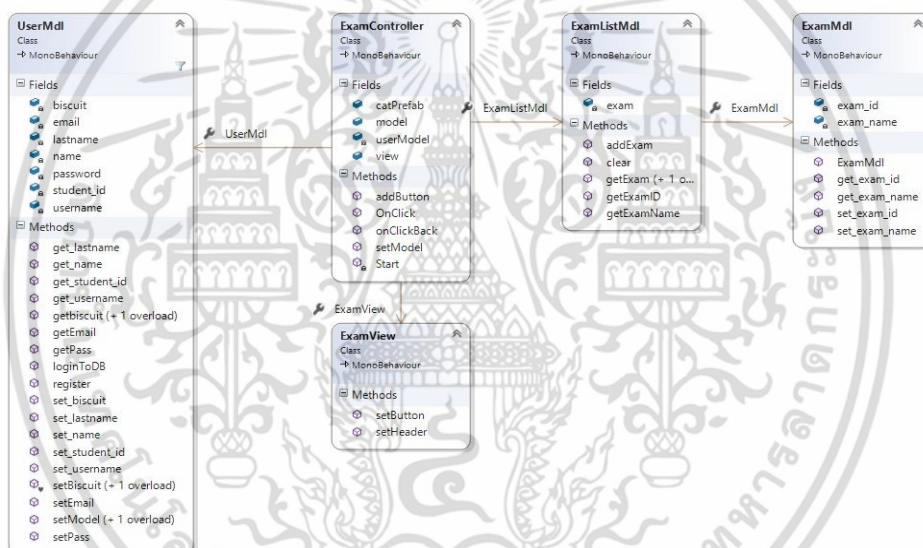 UserMdl
Class
MonoBehaviour
Fields
biscuit
email
lastname
name
password
student_id
username
Methods
get_lastname
get_name
get_student_id
get_username
getbiscuit (+ 1 overload)
getEmail
getPass
loginToDB
register
set_biscuit
set_lastname
set_name
set_student_id
set_username
setBiscuit (+ 1 overload)
setEmail
setModel (+ 1 overload)
setPass
UserMdl
ExamController
Class
MonoBehaviour
Fields
catPrefab
model
userModel
view
Methods
addButton
OnClick
onClickBack
setModel
Start
ExamView
ExamView
Class
MonoBehaviour
Methods
setButton
setHeader
ExamListMdl
ExamListMdl
Class
MonoBehaviour
Fields
exam
Methods
addExam
clear
getExam (+ 1 o...
getExamID
getExamName
ExamMdl
ExamMdl
Class
MonoBehaviour
Fields
exam_id
exam_name
Methods
ExamMdl
get_exam_id
get_exam_name
set_exam_id
set_exam_name